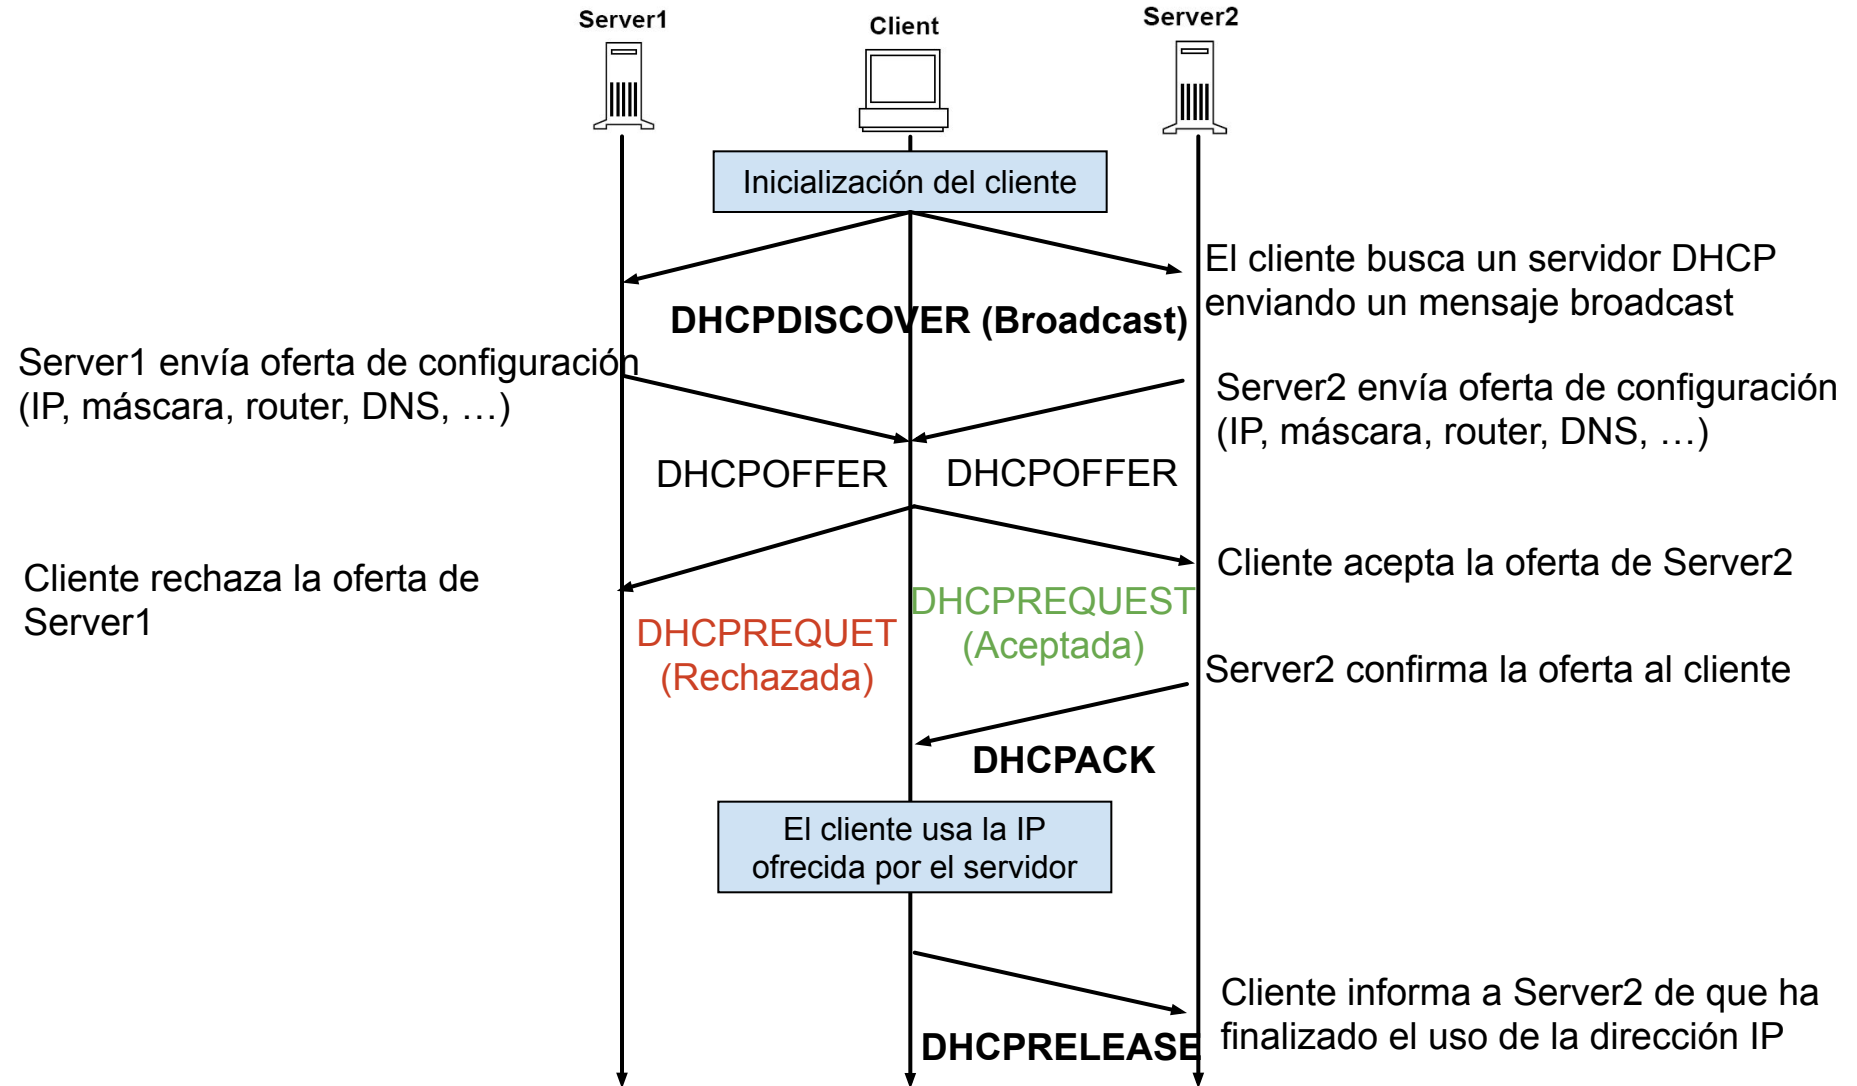 Server1
Client
Server2
Inicialización del cliente
El cliente busca un servidor DHCP
enviando un mensaje broadcast
DHCPDISCOVER (Broadcast)
Server1 envía oferta de configuración
(IP, máscara, router, DNS, …)
Server2 envía oferta de configuración
(IP, máscara, router, DNS, …)
DHCPOFFER
DHCPOFFER
Cliente rechaza la oferta de
Server1
Cliente acepta la oferta de Server2
DHCPREQUET
(Rechazada)
DHCPREQUEST
(Aceptada)
Server2 confirma la oferta al cliente
DHCPACK
El cliente usa la IP
ofrecida por el servidor
Cliente informa a Server2 de que ha
finalizado el uso de la dirección IP
DHCPRELEASE